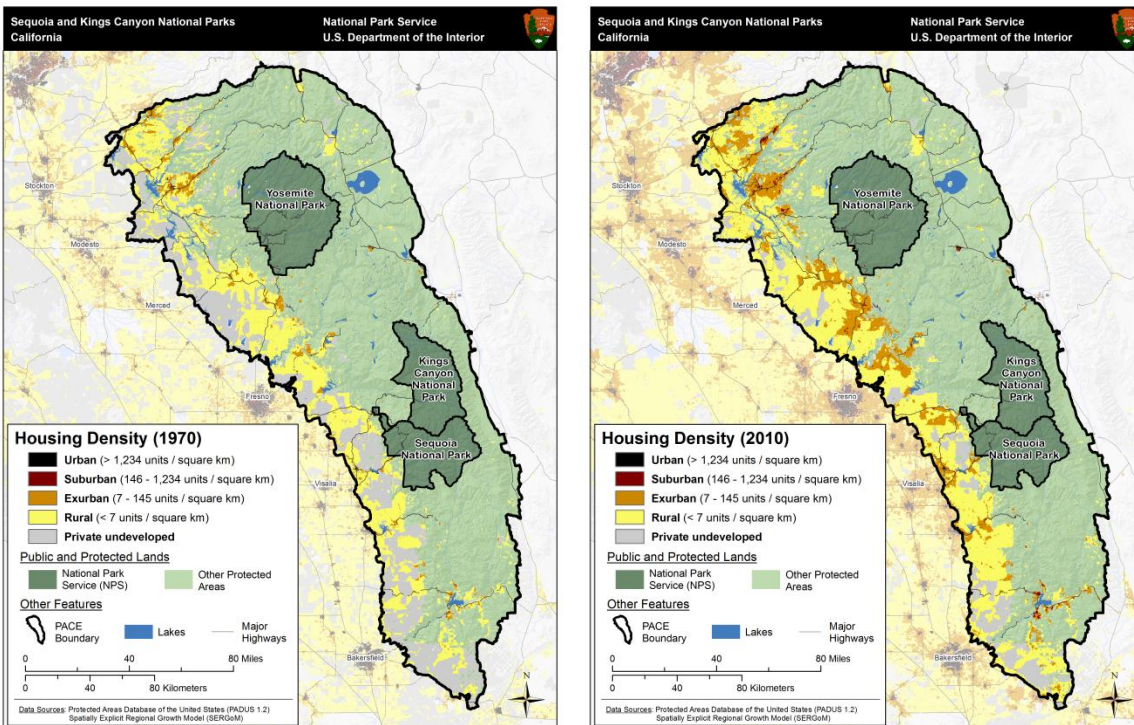 Sequoia and Kings Canyon National Parks
California
National Park Service
U.S. Department of the Interior
Yosemite
National Park
Stockton
Modesto
Merced
Kings
Canyon
National
Park
Fresno
Sequoia
National Park
Visalia
Bakersfield
Housing Density (1970)
Urban (> 1,234 units / square km)
Suburban (146 - 1,234 units / square km)
Exurban (7 - 145 units / square km)
Rural (< 7 units / square km)
Private undeveloped
Public and Protected Lands
National Park
Service (NPS)
Other Protected
Areas
Other Features
PACE
Boundary
Lakes
Major
Highways
0 40 80 Miles
0 40 80 Kilometers
N
Data Sources: Protected Areas Database of the United States (PADUS 1.2)
Spatially Explicit Regional Growth Model (SERGoM)
Sequoia and Kings Canyon National Parks
California
National Park Service
U.S. Department of the Interior
Yosemite
National Park
Stockton
Modesto
Merced
Kings
Canyon
National
Park
Fresno
Sequoia
National Park
Visalia
Bakersfield
Housing Density (2010)
Urban (> 1,234 units / square km)
Suburban (146 - 1,234 units / square km)
Exurban (7 - 145 units / square km)
Rural (< 7 units / square km)
Private undeveloped
Public and Protected Lands
National Park
Service (NPS)
Other Protected
Areas
Other Features
PACE
Boundary
Lakes
Major
Highways
0 40 80 Miles
0 40 80 Kilometers
N
Data Sources: Protected Areas Database of the United States (PADUS 1.2)
Spatially Explicit Regional Growth Model (SERGoM)